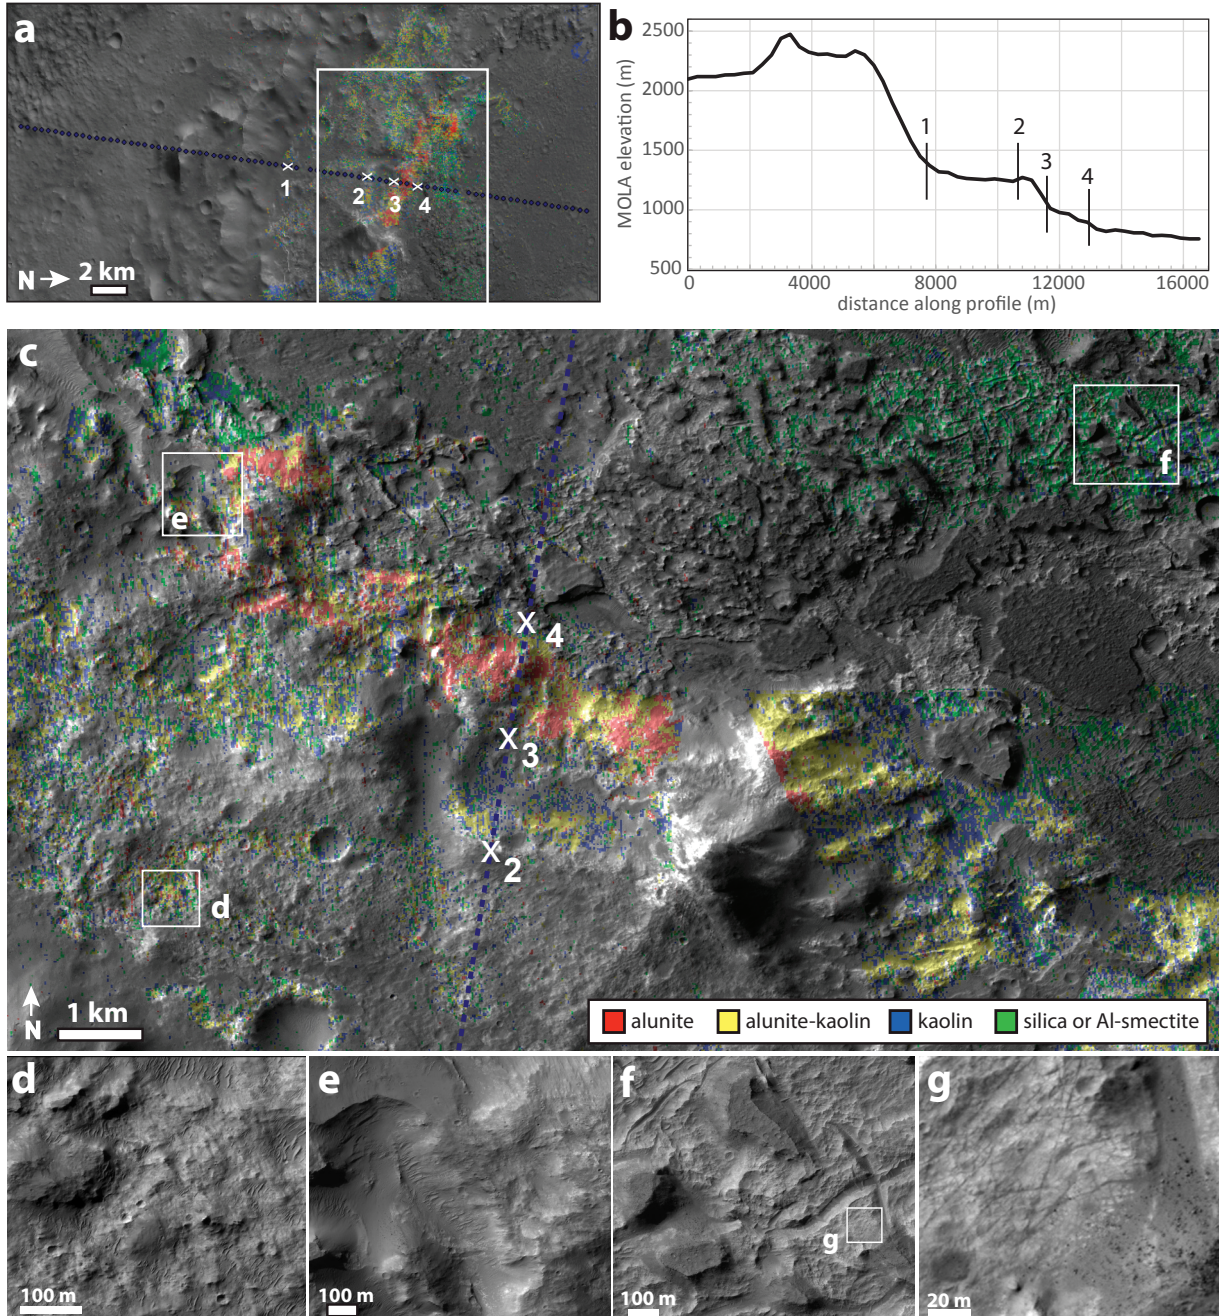 a
1
2
3
4
N
2 km
b
MOLA elevation (m)
2500
2000
1500
1000
500
1
2
3
4
0
4000
8000
12000
16000
distance along profile (m)
c
e
f
4
3
2
d
N
1 km
alunite
alunite-kaolin
kaolin
silica or Al-smectite
d
100 m
e
100 m
f
g
100 m
g
20 m